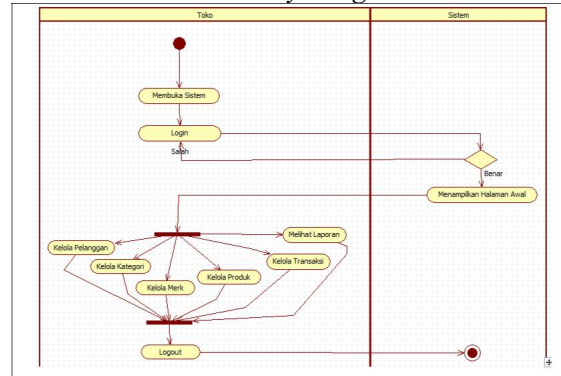 Toko
Sistem
Membuka Sistem
Login
Salah
Benar
Menampilkan Halaman Awal
Melihat Laporan
Kelola Pelanggan
Kelola Kategori
Kelola Transaksi
Kelola Produk
Kelola Merk
Logout